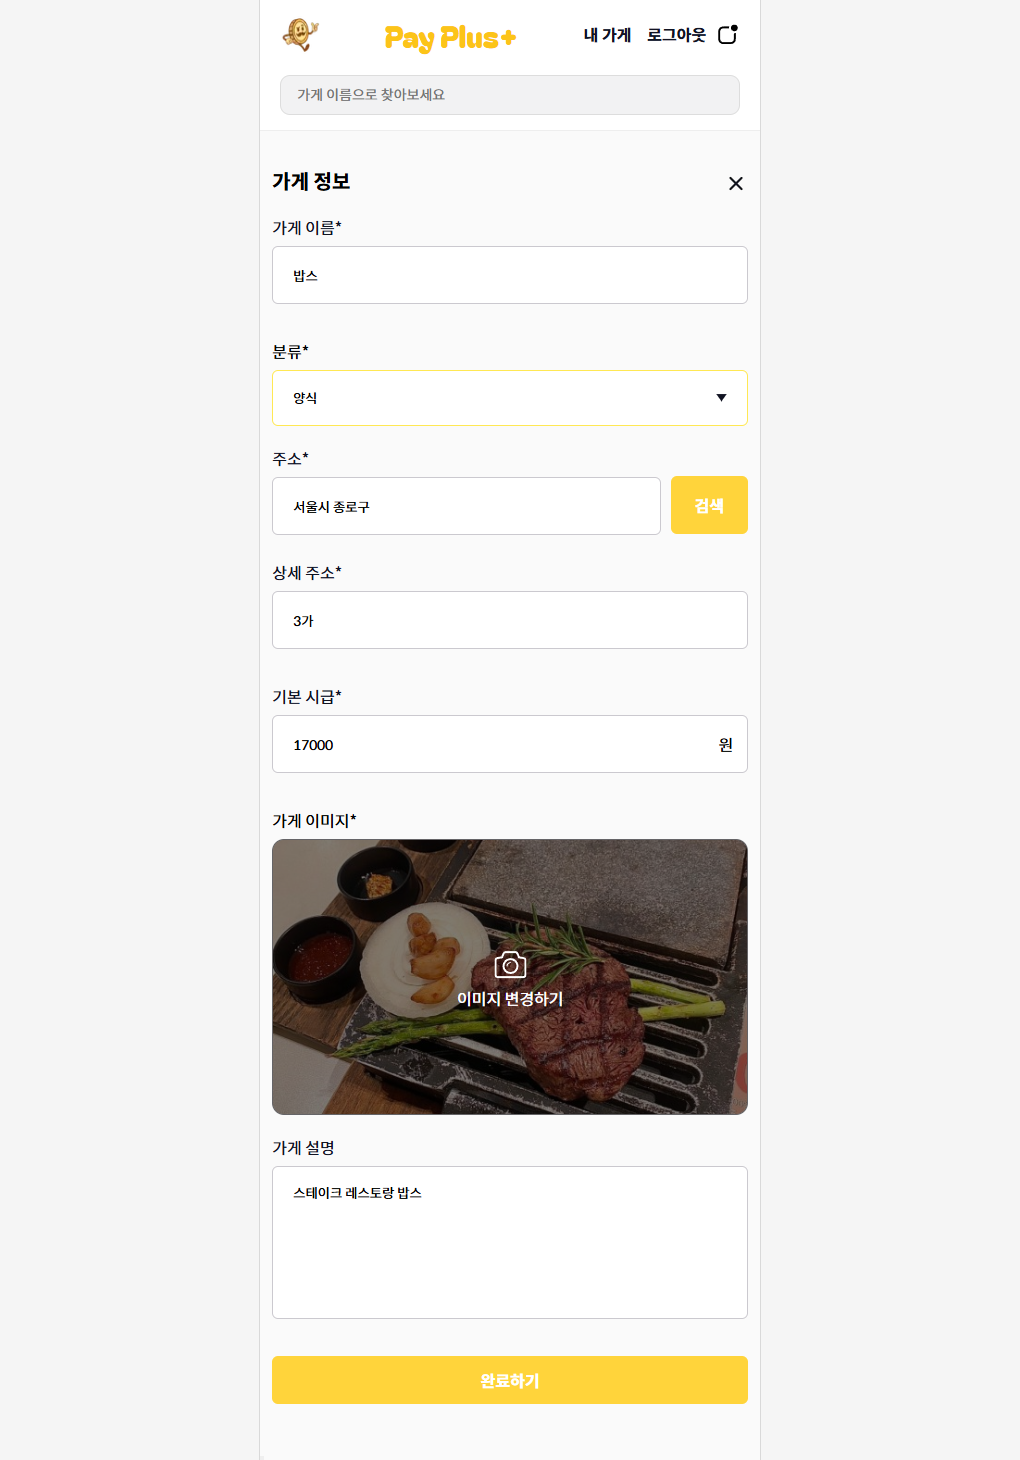 Pay Plus+
내 가게
로그아웃
가게 이름으로 찾아보세요
가게 정보
가게 이름*
밥스
분류*
양식
주소*
서울시 종로구
검색
상세 주소*
3가
기본 시급*
17000
원
가게 이미지*
이미지 변경하기
가게 설명
스테이크 레스토랑 밥스
완료하기